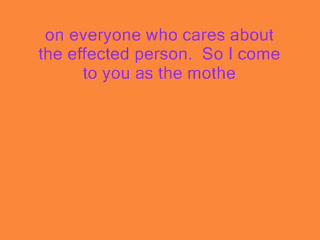 on everyone who cares about
the effected person.  So I come
to you as the mothe